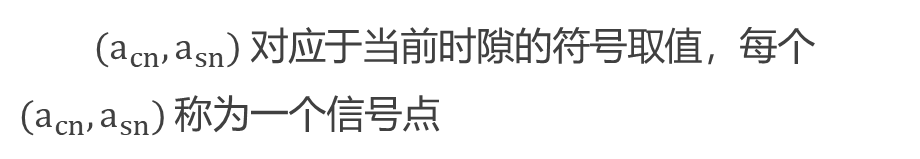 (a_cn, a_sn) 对应于当前时隙的符号取值，每个
(a_cn, a_sn) 称为一个信号点